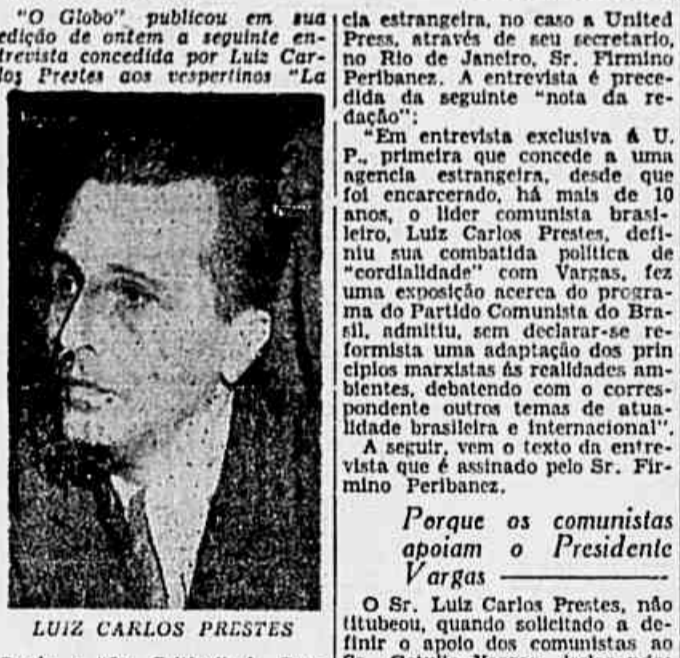 "O Globo" publicou em sua
edição de ontem a seguinte en-
trevista concedida por Luiz Car-
los Prestes aos vespertinos "La
LUIZ CARLOS PRESTES
cia estrangeira, no caso a United
Press, através de seu secretario,
no Rio de Janeiro, Sr. Firmino
Peribanez. A entrevista é prece-
dida da seguinte "nota da re-
dação":
"Em entrevista exclusiva á U.
P., primeira que concede a uma
agencia estrangeira, desde que
foi encarcerado, há mais de 10
anos, o lider comunista brasi-
leiro, Luiz Carlos Prestes, defi-
niu sua combatida política de
"cordialidade" com Vargas, fez
uma exposição acerca do progra-
ma do Partido Comunista do Bra-
sil, admitiu, sem declarar-se re-
formista uma adaptação dos prin
cipios marxistas ás realidades am-
bientes, debatendo com o corres-
pondente outros temas de atua-
lidade brasileira e internacional".
A seguir, vem o texto da entre-
vista que é assinado pelo Sr. Fir-
mino Peribanez.
Porque os comunistas
apoiam o Presidente
Vargas
O Sr. Luiz Carlos Prestes, não
titubeou, quando solicitado a de-
finir o apoio dos comunistas ao